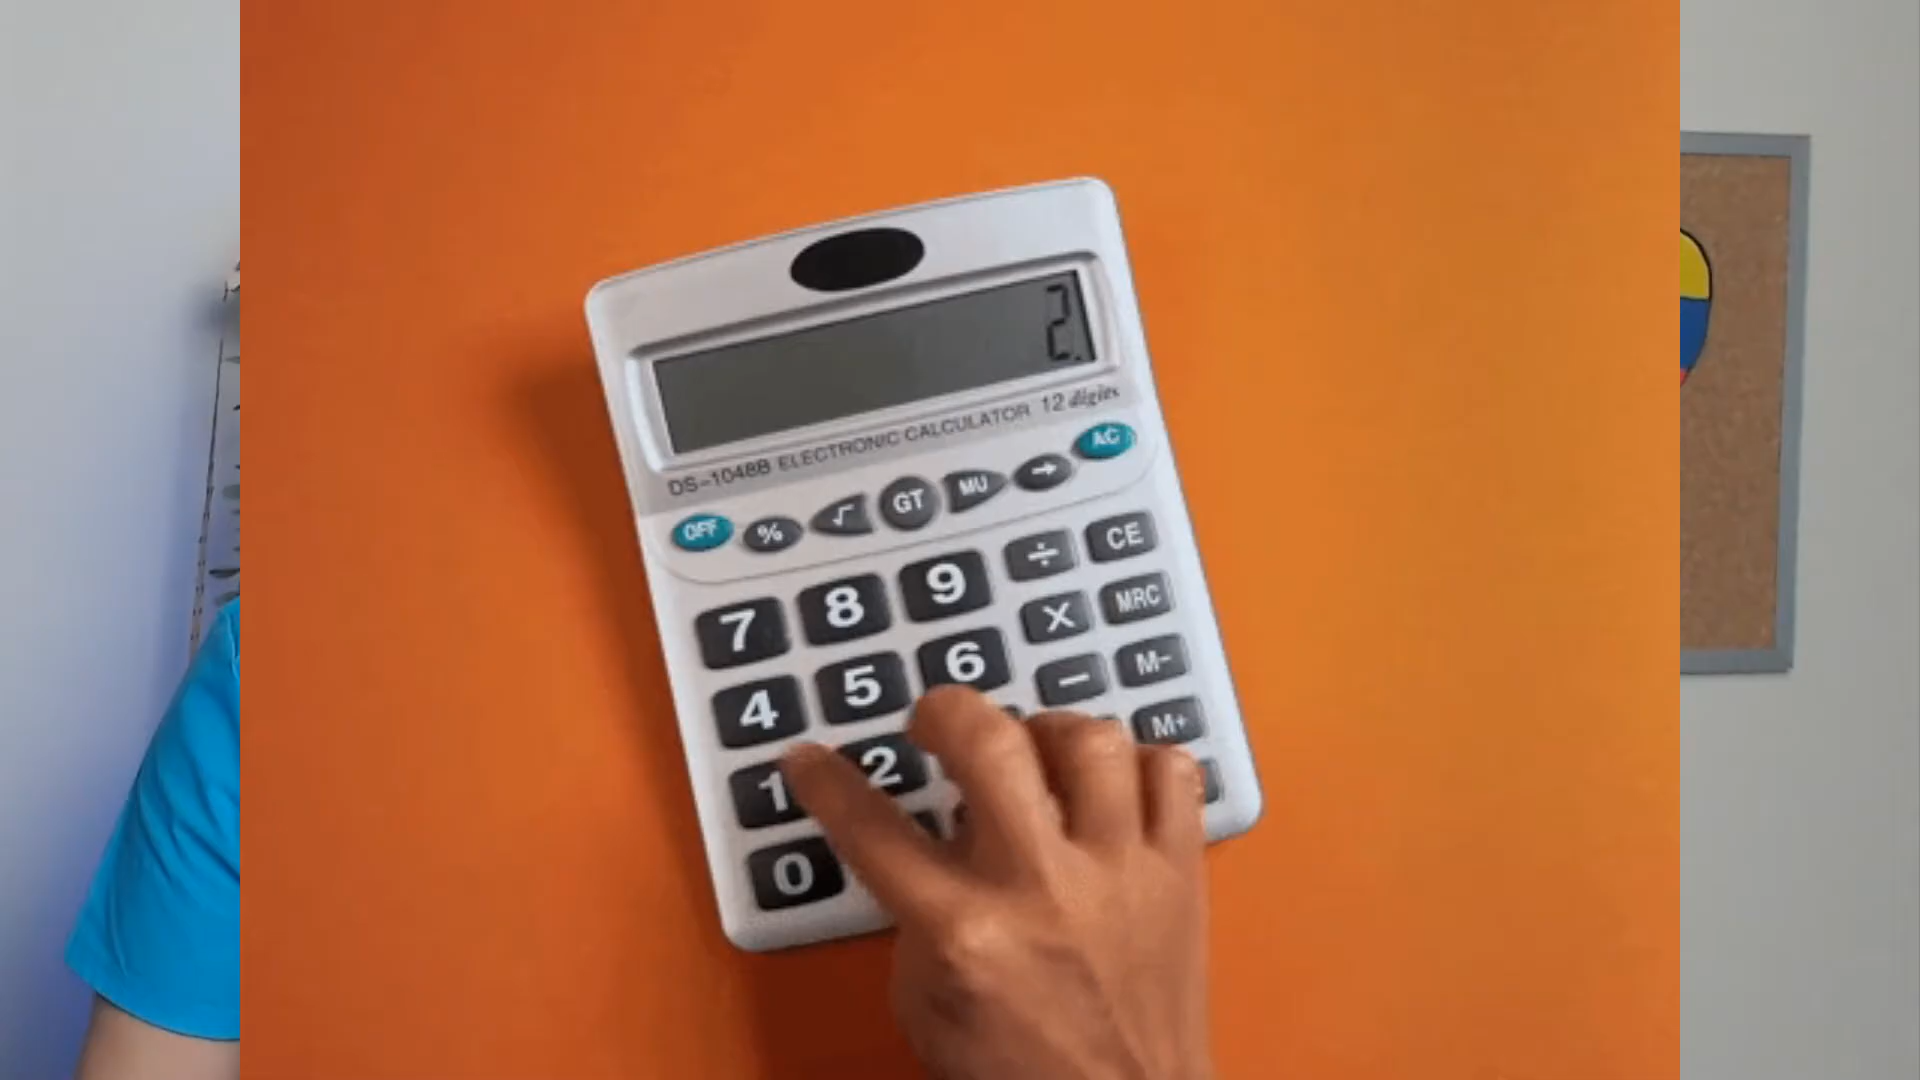 2.
DS-1048B ELECTRONIC CALCULATOR 12 digits
OFF % √ GT MU → AC
7 8 9 ÷ CE
4 5 6 X MRC
1 2 − M-
0 M+